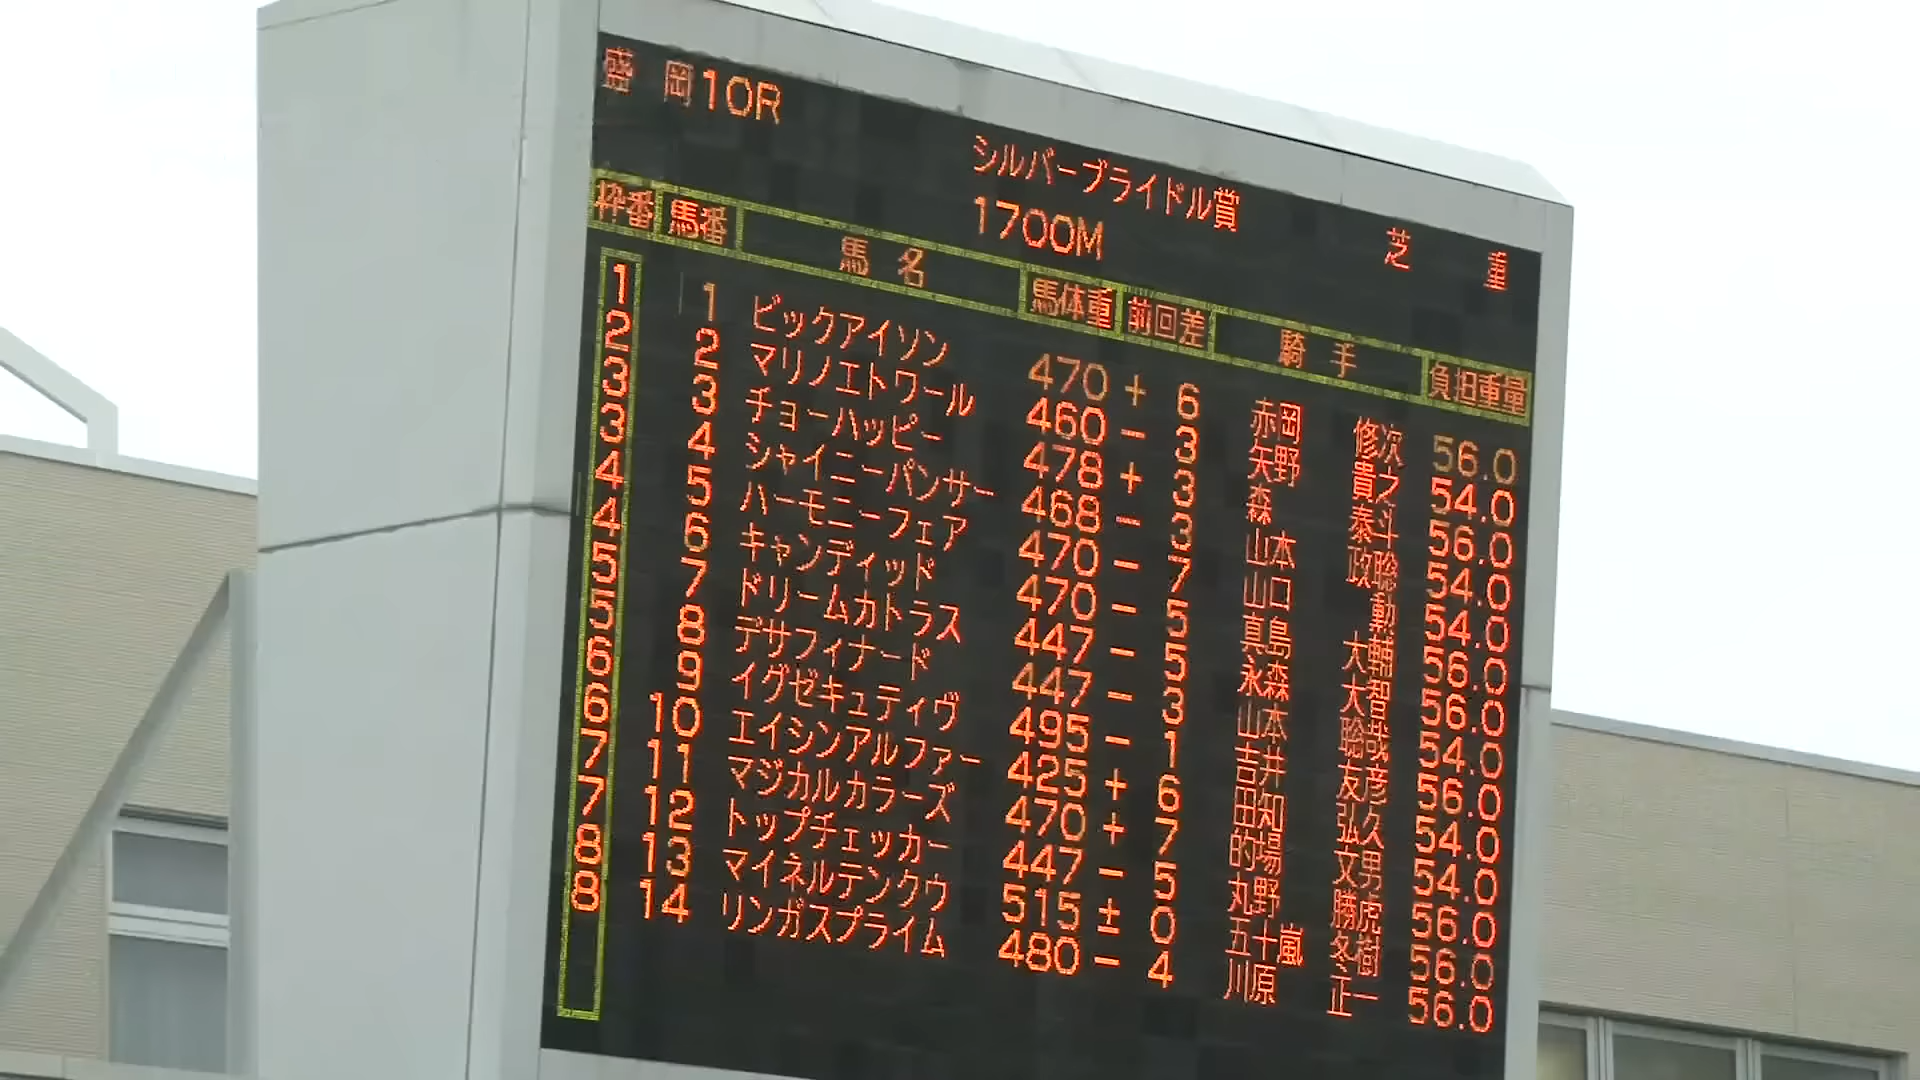 盛岡10R
シルバーブライドル賞
1700M 芝 重
枠番 馬番 馬名 馬体重 前回差 騎手 負担重量
1 1 ビックアイソン 470 + 6 赤岡 修次 56.0
2 2 マリノエトワール 460 - 3 矢野 貴之 54.0
3 3 チョーハッピー 478 + 3 森 泰斗 56.0
3 4 シャイニーパンサー 468 - 3 山本 政聡 54.0
4 5 ハーモニーフェア 470 - 7 山口 勲 54.0
4 6 キャンディッド 470 - 5 真島 大輔 56.0
5 7 ドリームカトラス 447 - 5 永森 大智 56.0
5 8 デサフィナード 447 - 3 山本 聡哉 54.0
6 9 イグゼキュティヴ 495 - 1 吉井 友彦 56.0
6 10 エイシンアルファー 425 + 6 田知 弘久 54.0
7 11 マジカルカラーズ 470 + 7 的場 文男 54.0
7 12 トップチェッカー 447 - 5 丸野 勝虎 56.0
8 13 マイネルテンクウ 515 ± 0 五十嵐 冬樹 56.0
8 14 リンガスプライム 480 - 4 川原 正一 56.0